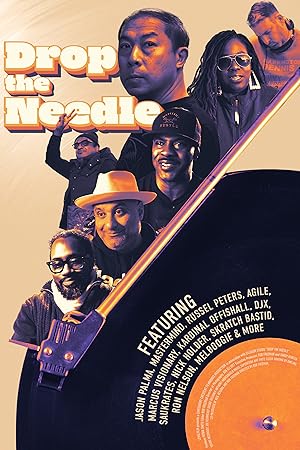 Drop
the
Needle
FEATURING
JASON PALMA, MASTERMIND, RUSSEL PETERS, AGILE,
MARCUS VISIONARY, KARDINAL OFFISHALL, DJX,
SAUKRATES, NICK HOLDER, SKRATCH BASTID,
RON NELSON, MELBOOGIE & MORE